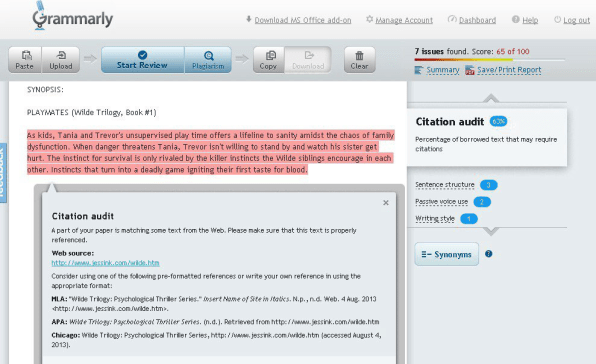 Grammarly
Download MS Office add-on Manage Account Dashboard Help Log out
Paste Upload Start Review Plagiarism Copy Download Clear
7 issues found. Score: 65 of 100
Summary Save/Print Report
SYNOPSIS:
PLAYMATES (Wilde Trilogy, Book #1)
As kids, Tania and Trevor's unsupervised play time offers a lifeline to sanity amidst the chaos of family
dysfunction. When danger threatens Tania, Trevor isn't willing to stand by and watch his sister get
hurt. The instinct for survival is only rivaled by the killer instincts the Wilde siblings encourage in each
other. Instincts that turn into a deadly game igniting their first taste for blood.
Citation audit
A part of your paper is matching some text from the Web. Please make sure that this text is properly
referenced.
Web source:
http://www.jessink.com/wilde.htm
Consider using one of the following pre-formatted references or write your own reference in using the
appropriate format:
MLA: "Wilde Trilogy: Psychological Thriller Series." Insert Name of Site in Italics. N.p., n.d. Web. 4 Aug. 2013
<http://www.jessink.com/wilde.htm>.
APA: Wilde Trilogy: Psychological Thriller Series. (n.d.). Retrieved from http://www.jessink.com/wilde.htm
Chicago: Wilde Trilogy: Psychological Thriller Series, http://www.jessink.com/wilde.htm (accessed August 4,
2013).
Citation audit 63%
Percentage of borrowed text that may require
citations
Sentence structure 3
Passive voice use 2
Writing style 1
Synonyms
feedback